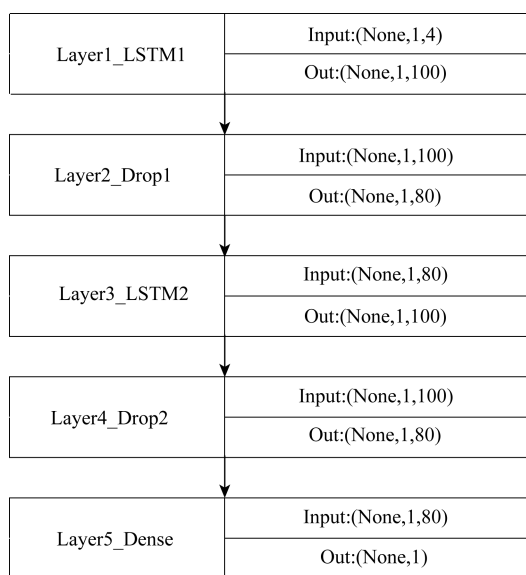 Layer1_LSTM1
Input:(None,1,4)
Out:(None,1,100)
Layer2_Drop1
Input:(None,1,100)
Out:(None,1,80)
Layer3_LSTM2
Input:(None,1,80)
Out:(None,1,100)
Layer4_Drop2
Input:(None,1,100)
Out:(None,1,80)
Layer5_Dense
Input:(None,1,80)
Out:(None,1)